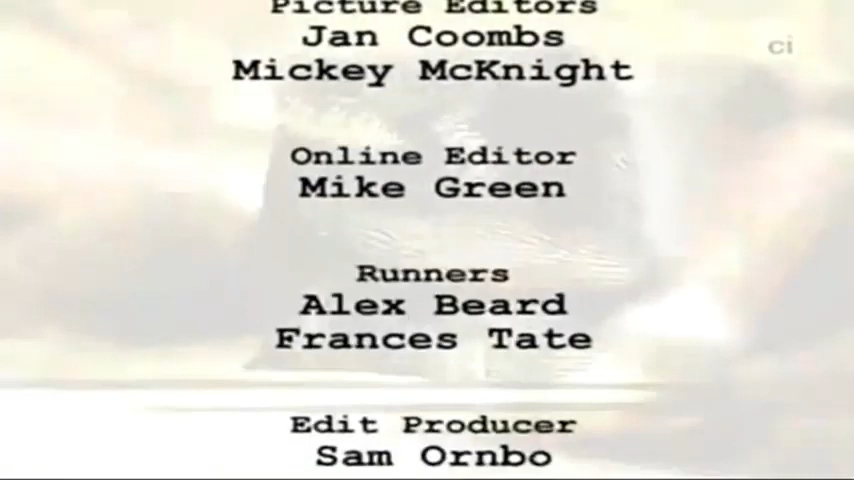 Picture Editors
Jan Coombs
Mickey McKnight
ci
Online Editor
Mike Green
Runners
Alex Beard
Frances Tate
Edit Producer
Sam Ornbo